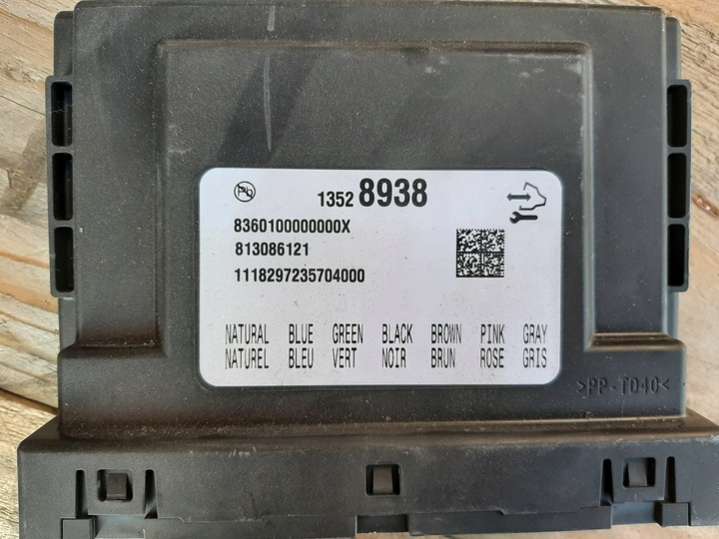 Pb
1352 8938
8360100000000X
813086121
1118297235704000
NATURAL BLUE GREEN BLACK BROWN PINK GRAY
NATUREL BLEU VERT NOIR BRUN ROSE GRIS
>PP-TD40<